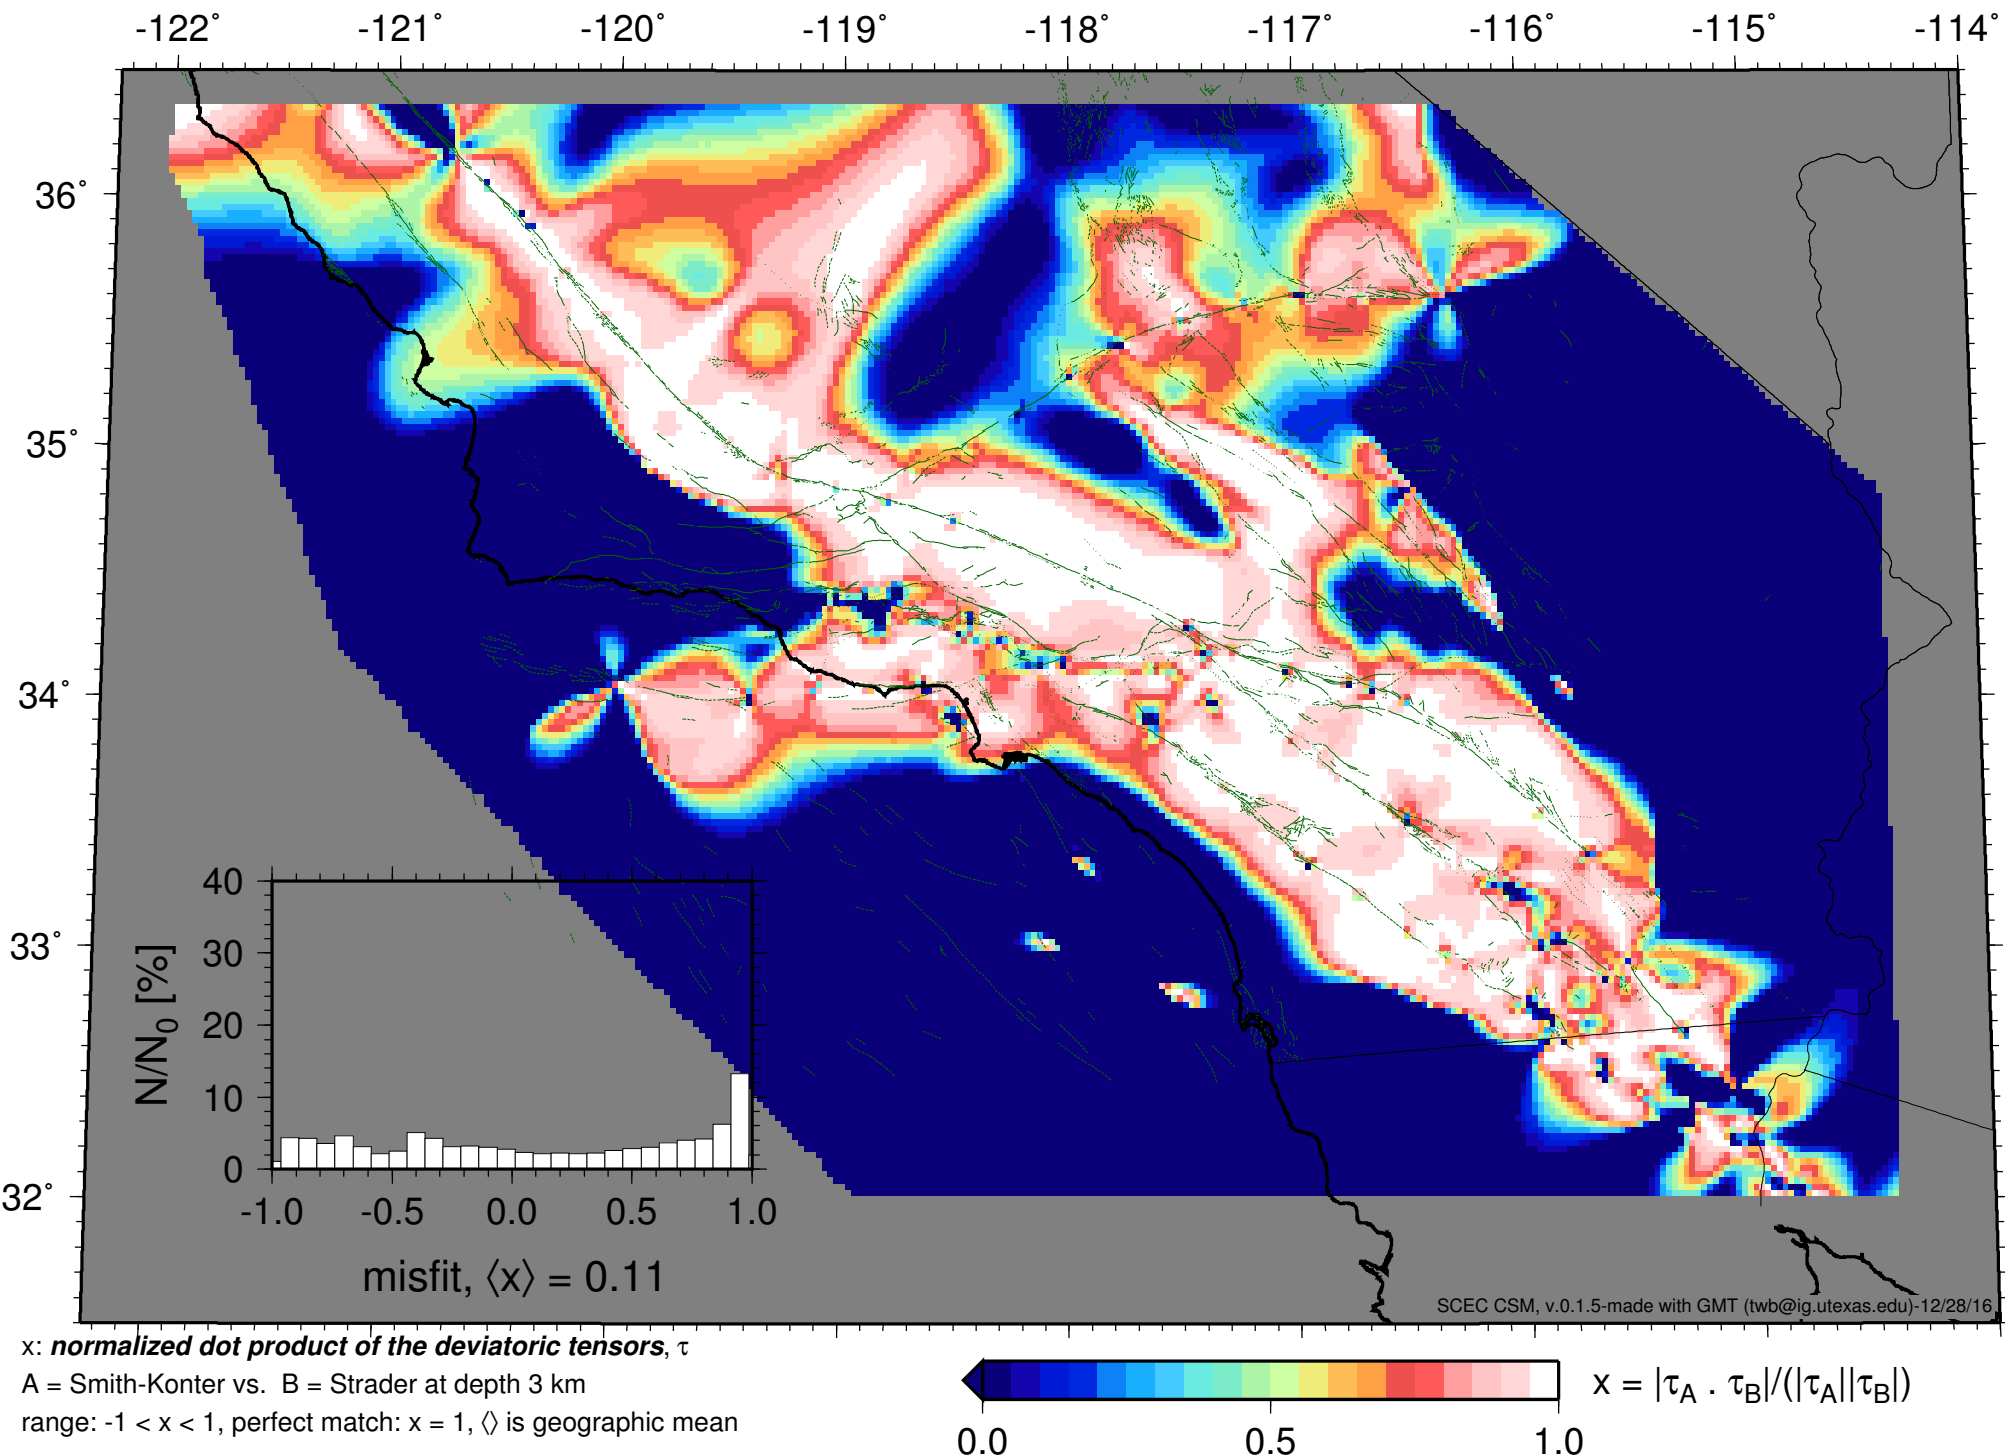 -122˚ -121˚ -120˚ -119˚ -118˚ -117˚ -116˚ -115˚ -114˚
36˚
35˚
34˚
33˚
32˚
40
30
20
10
0
N/N0 [%]
-1.0 -0.5 0.0 0.5 1.0
misfit, ⟨x⟩ = 0.11
SCEC CSM, v.0.1.5-made with GMT (twb@ig.utexas.edu)-12/28/16
x: normalized dot product of the deviatoric tensors, τ
A = Smith-Konter vs. B = Strader at depth 3 km
range: -1 < x < 1, perfect match: x = 1, ⟨⟩ is geographic mean
x = |τA . τB|/(|τA||τB|)
0.0 0.5 1.0